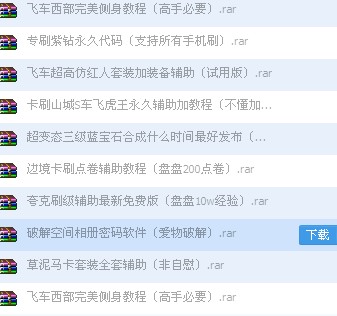 飞车西部完美侧身教程（高手必要）.rar
专刷紫钻永久代码（支持所有手机刷）.rar
飞车超高仿红人套装加装备辅助（试用版）.rar
卡刷山城S车飞虎王永久辅助加教程（不懂加...
超变态三级蓝宝石合成什么时间最好发布（...
边境卡刷点卷辅助教程（盘盘200点卷）.rar
夸克刷级辅助最新免费版（盘盘10w经验）.rar
破解空间相册密码软件（爱物破解）.rar 下载
草泥马卡套装全套辅助（非自慰）.rar
飞车西部完美侧身教程（高手必要）.rar